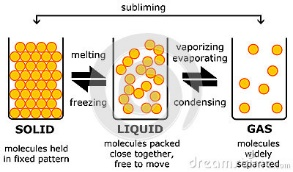 subliming
melting
freezing
vaporizing
evaporating
condensing
SOLID
LIQUID
GAS
molecules held
in fixed pattern
molecules packed
close together,
free to move
molecules
widely
separated
dreamstime